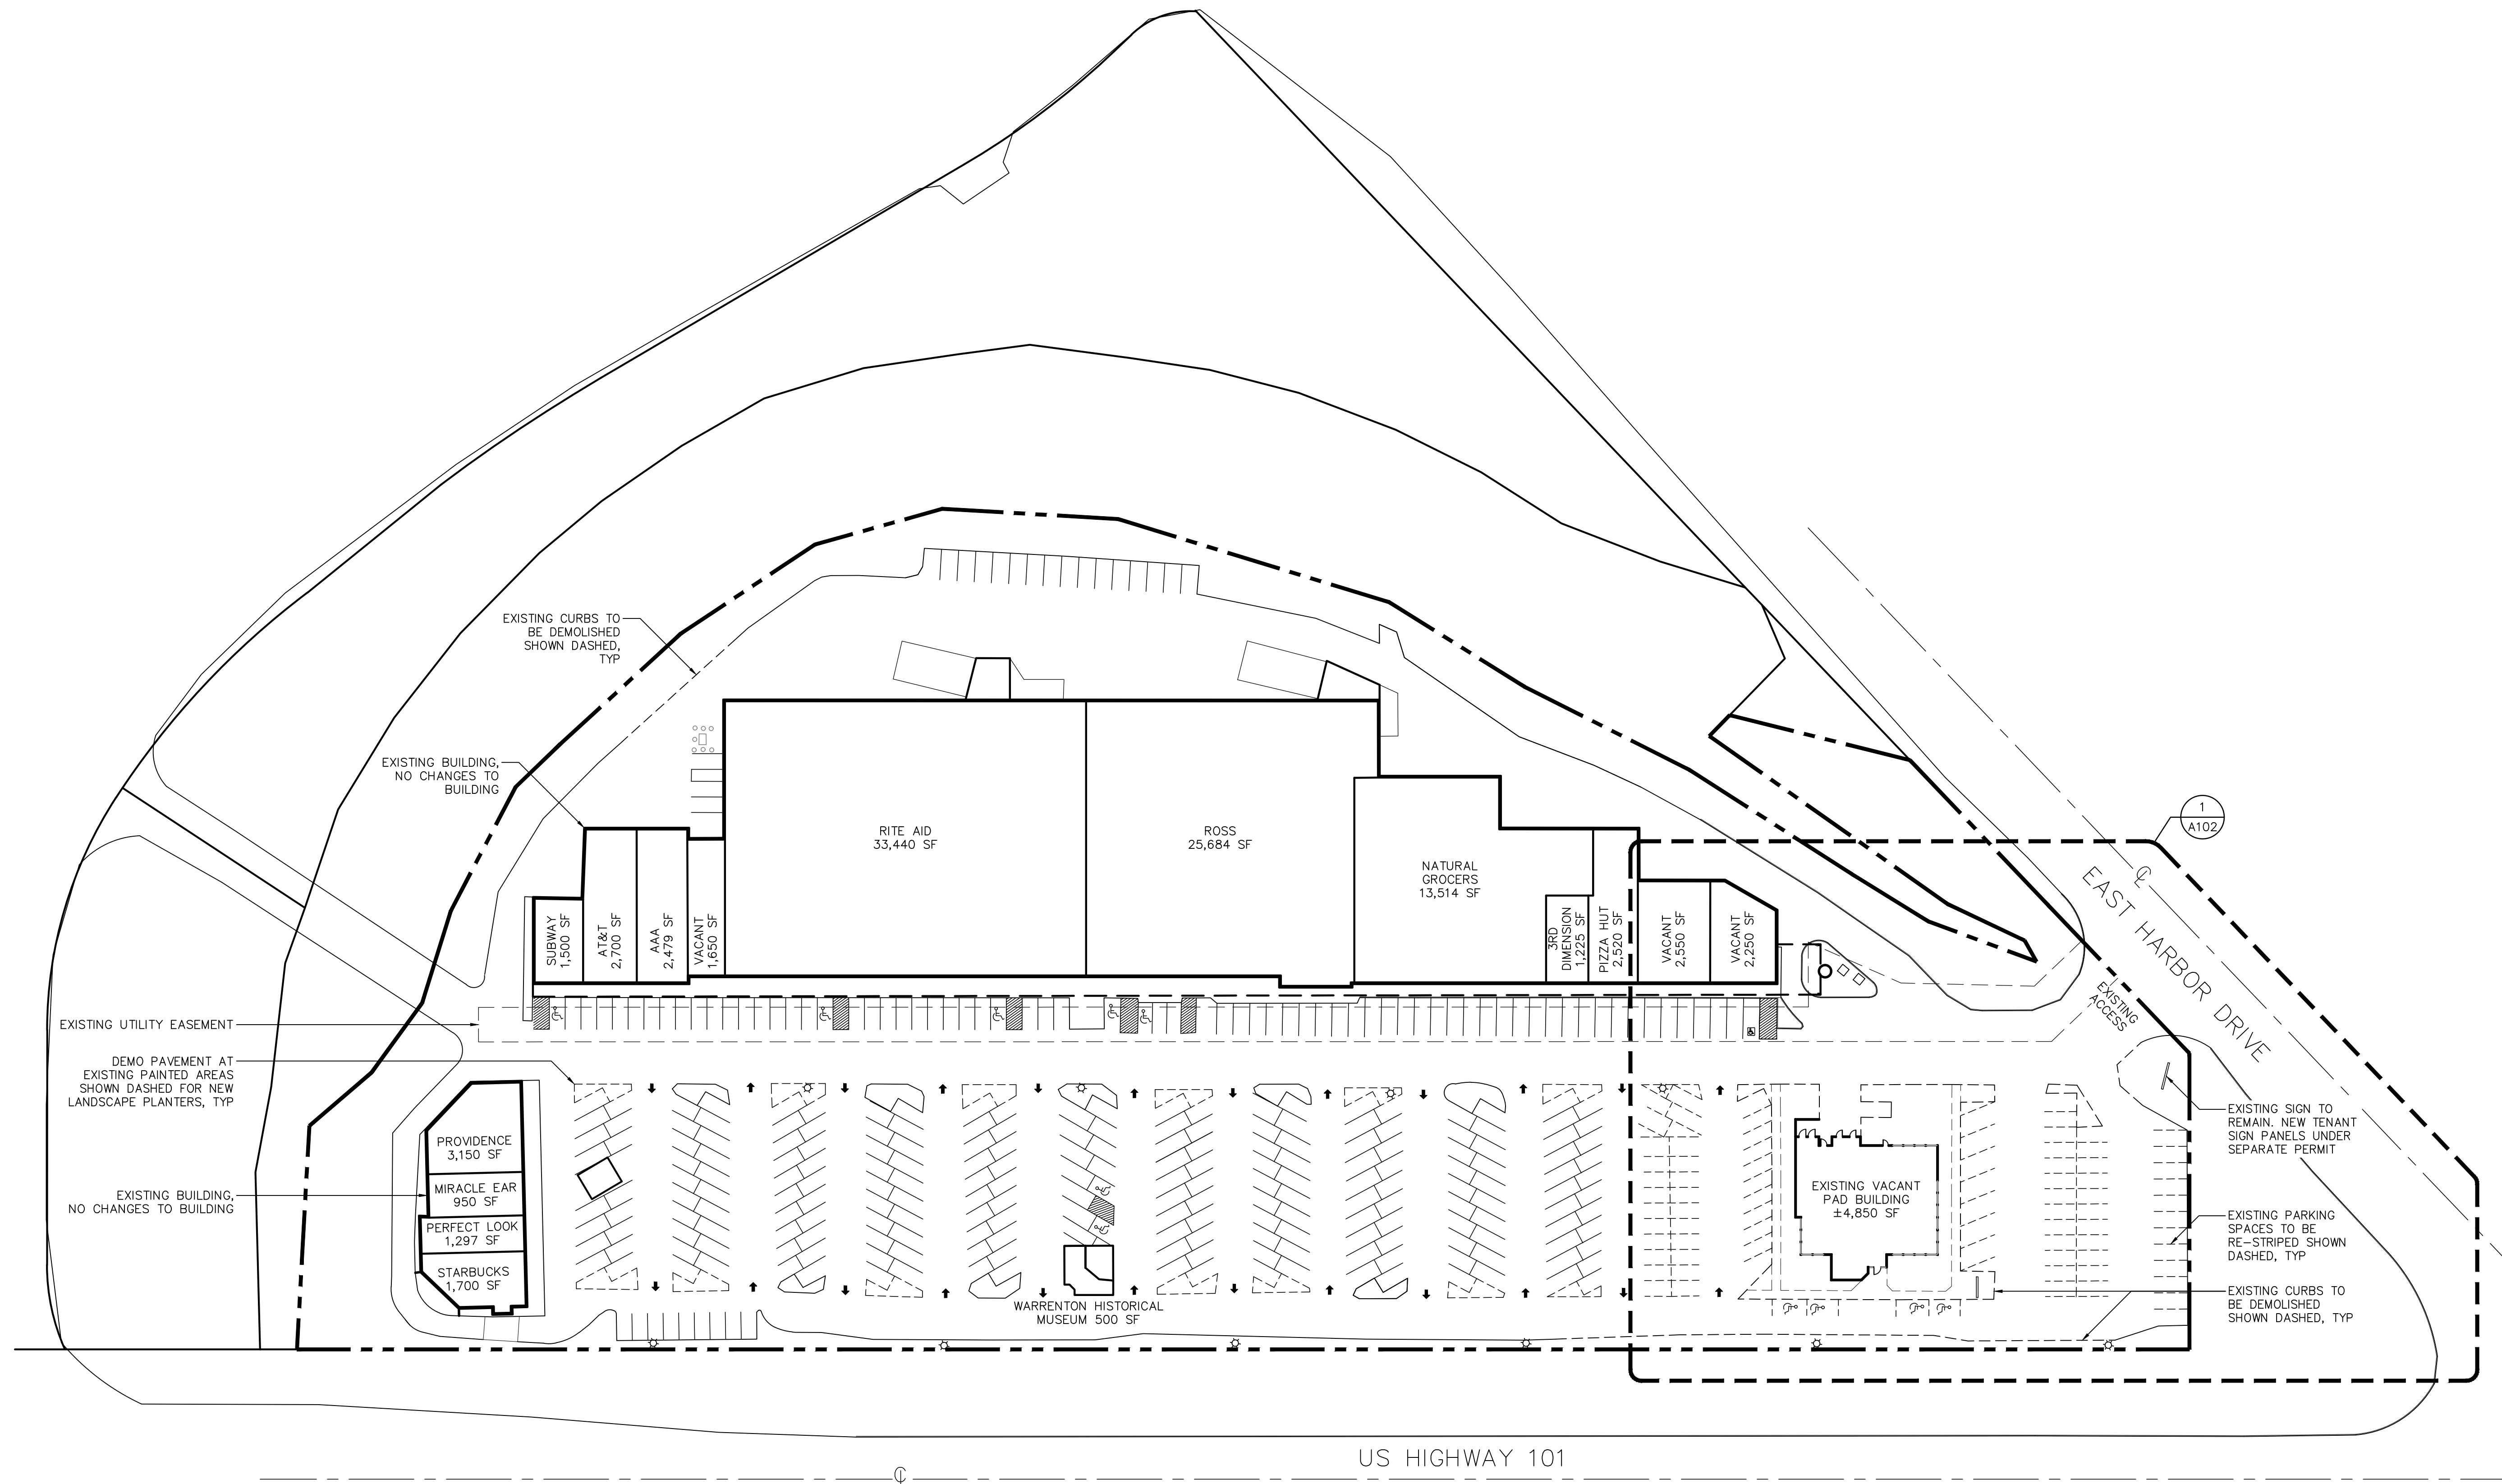 EXISTING CURBS TO
BE DEMOLISHED
SHOWN DASHED,
TYP
EXISTING BUILDING,
NO CHANGES TO
BUILDING
RITE AID
33,440 SF
ROSS
25,684 SF
NATURAL
GROCERS
13,514 SF
SUBWAY
1,500 SF
AT&T
2,700 SF
AAA
2,479 SF
VACANT
1,650 SF
3RD
DIMENSION
1,225 SF
PIZZA HUT
2,520 SF
VACANT
2,550 SF
VACANT
2,250 SF
1
A102
EAST HARBOR DRIVE
EXISTING
ACCESS
EXISTING UTILITY EASEMENT
DEMO PAVEMENT AT
EXISTING PAINTED AREAS
SHOWN DASHED FOR NEW
LANDSCAPE PLANTERS, TYP
EXISTING BUILDING,
NO CHANGES TO BUILDING
PROVIDENCE
3,150 SF
MIRACLE EAR
950 SF
PERFECT LOOK
1,297 SF
STARBUCKS
1,700 SF
WARRENTON HISTORICAL
MUSEUM 500 SF
EXISTING VACANT
PAD BUILDING
±4,850 SF
EXISTING SIGN TO
REMAIN. NEW TENANT
SIGN PANELS UNDER
SEPARATE PERMIT
EXISTING PARKING
SPACES TO BE
RE-STRIPED SHOWN
DASHED, TYP
EXISTING CURBS TO
BE DEMOLISHED
SHOWN DASHED, TYP
US HIGHWAY 101